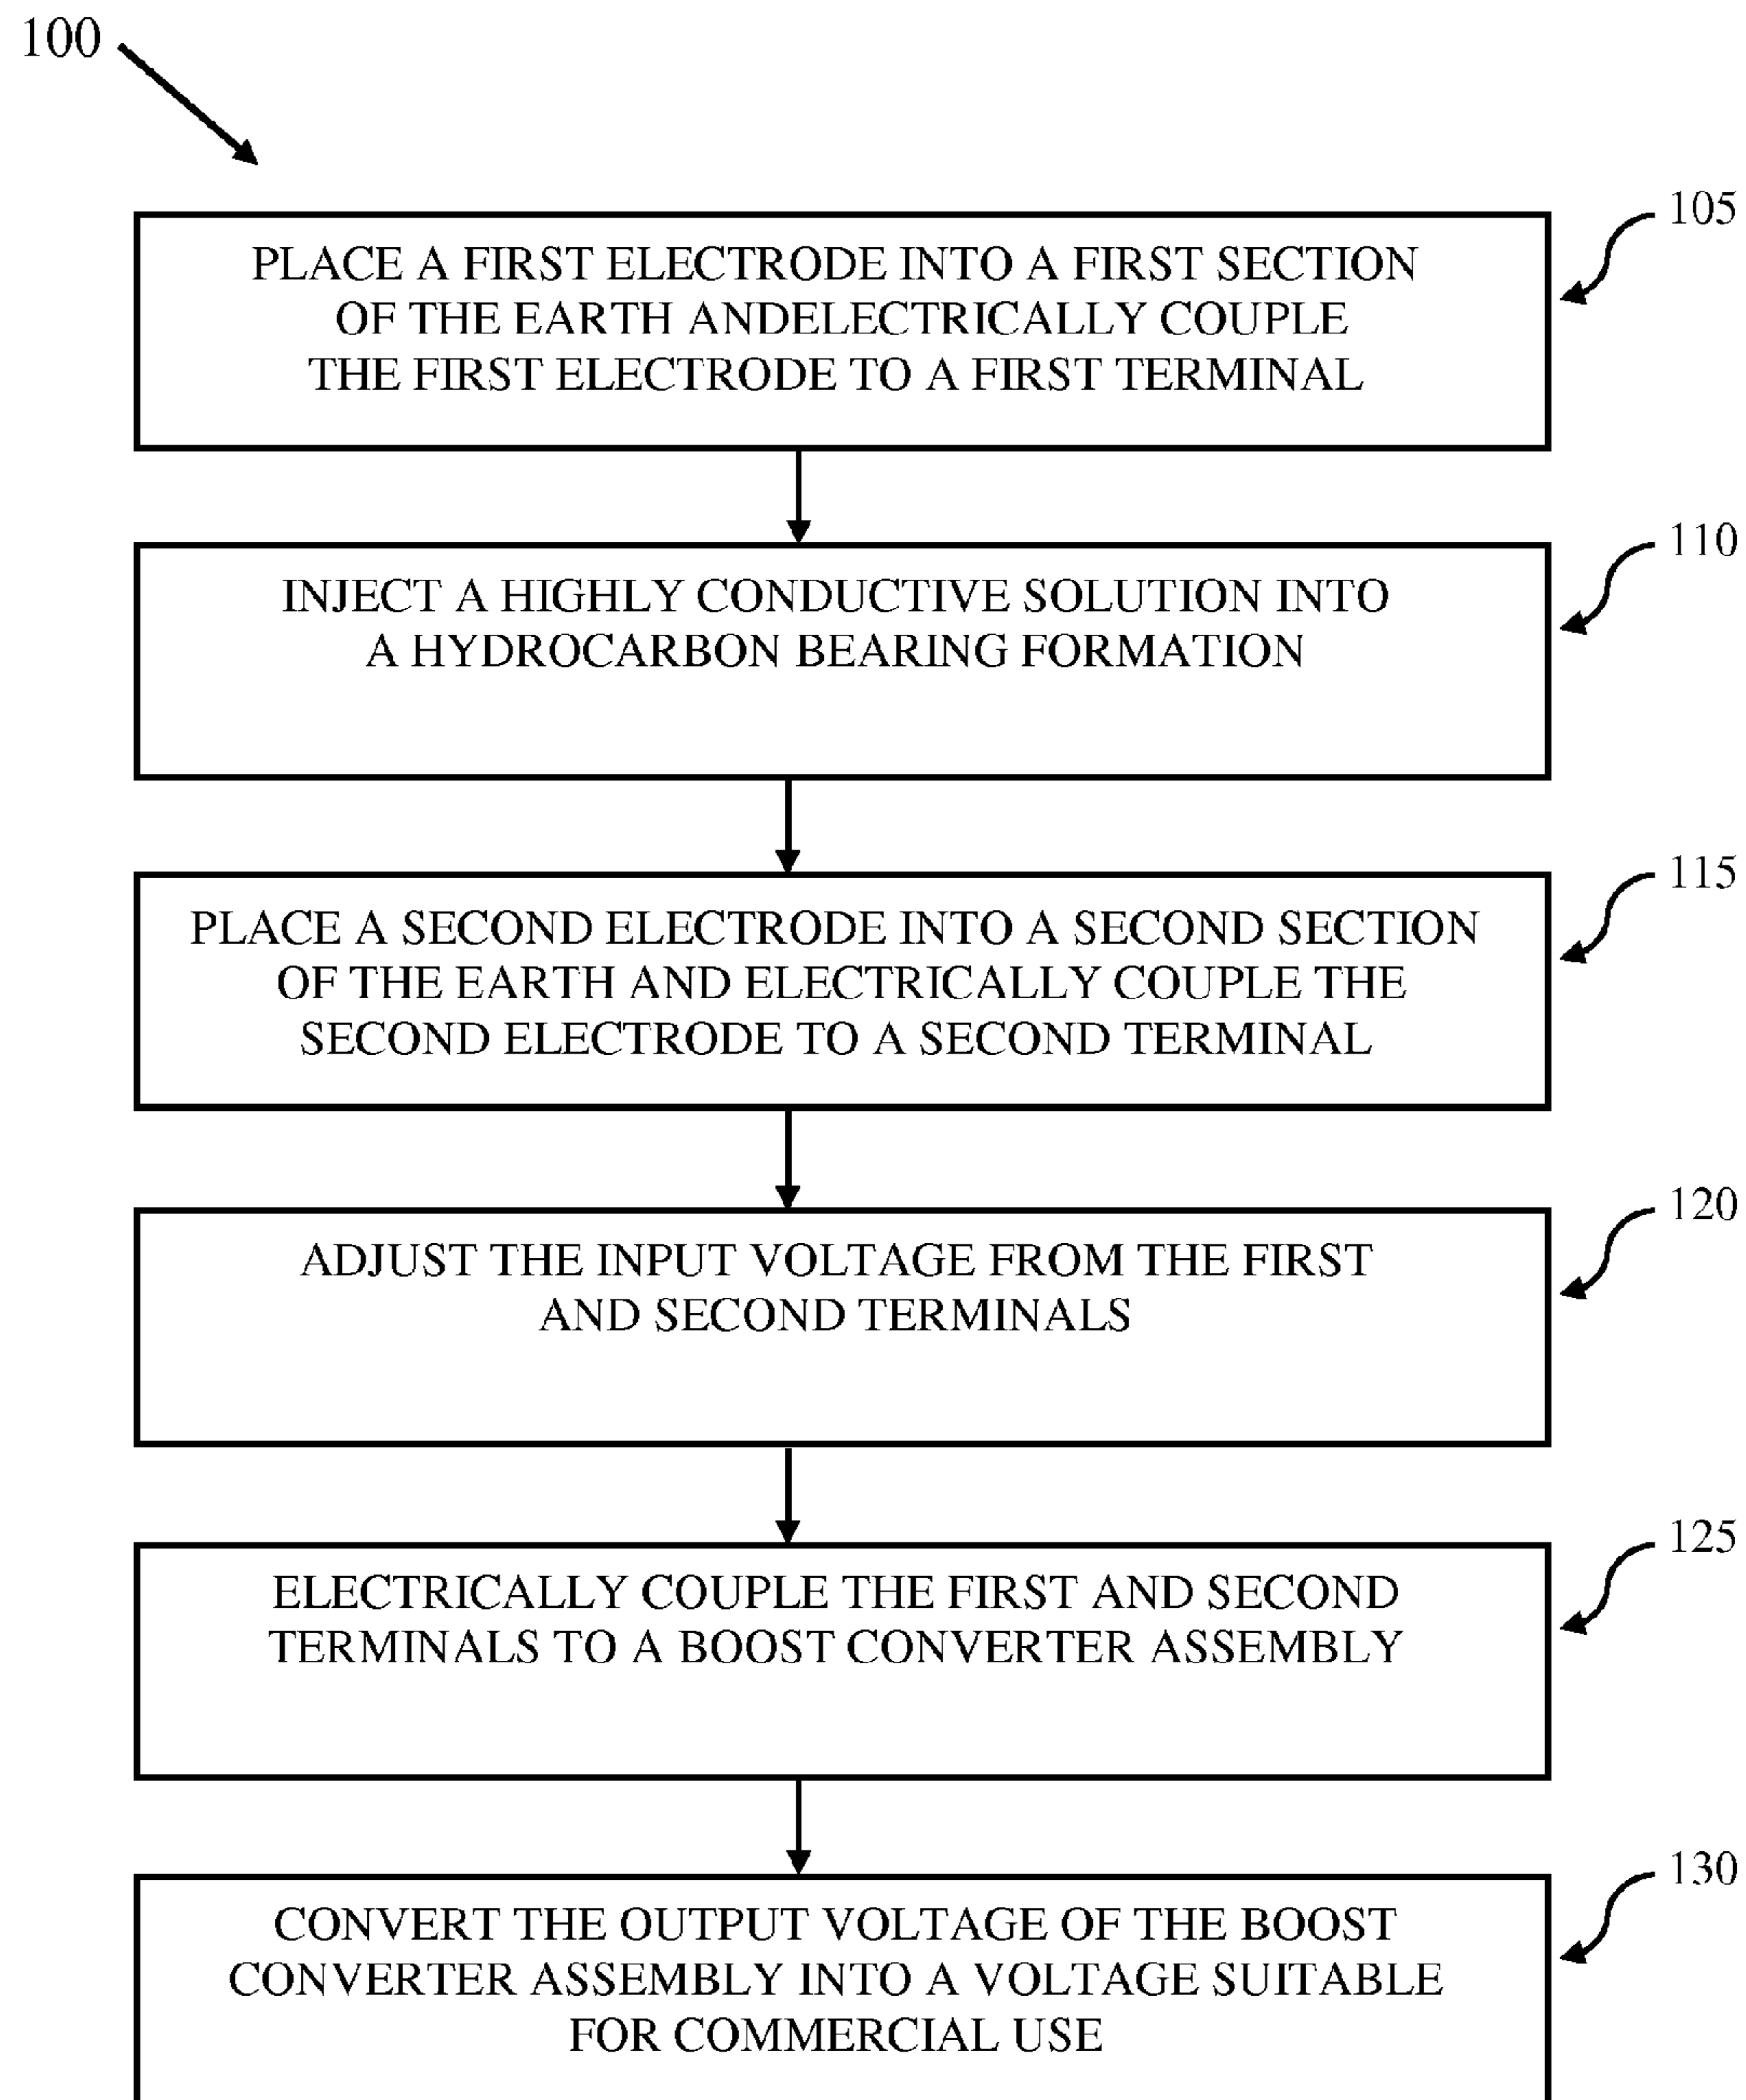 100
105
PLACE A FIRST ELECTRODE INTO A FIRST SECTION
OF THE EARTH ANDELECTRICALLY COUPLE
THE FIRST ELECTRODE TO A FIRST TERMINAL
110
INJECT A HIGHLY CONDUCTIVE SOLUTION INTO
A HYDROCARBON BEARING FORMATION
115
PLACE A SECOND ELECTRODE INTO A SECOND SECTION
OF THE EARTH AND ELECTRICALLY COUPLE THE
SECOND ELECTRODE TO A SECOND TERMINAL
120
ADJUST THE INPUT VOLTAGE FROM THE FIRST
AND SECOND TERMINALS
125
ELECTRICALLY COUPLE THE FIRST AND SECOND
TERMINALS TO A BOOST CONVERTER ASSEMBLY
130
CONVERT THE OUTPUT VOLTAGE OF THE BOOST
CONVERTER ASSEMBLY INTO A VOLTAGE SUITABLE
FOR COMMERCIAL USE